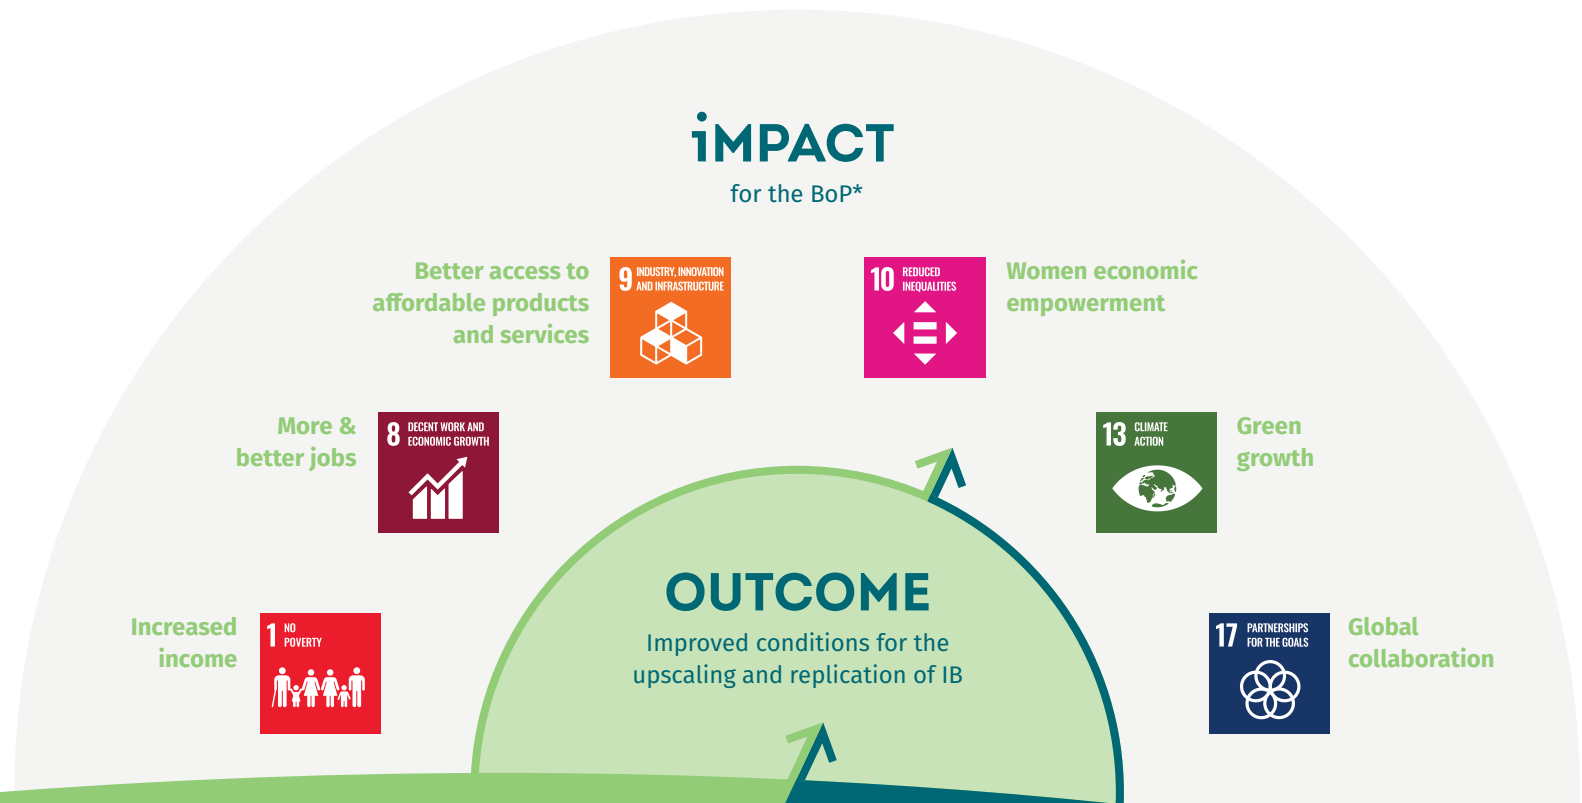 iMPACT
for the BoP*
Better access to
affordable products
and services
9 INDUSTRY, INNOVATION
AND INFRASTRUCTURE
10 REDUCED
INEQUALITIES
Women economic
empowerment
More &
better jobs
8 DECENT WORK AND
ECONOMIC GROWTH
13 CLIMATE
ACTION
Green
growth
Increased
income
1 NO
POVERTY
OUTCOME
Improved conditions for the
upscaling and replication of IB
17 PARTNERSHIPS
FOR THE GOALS
Global
collaboration